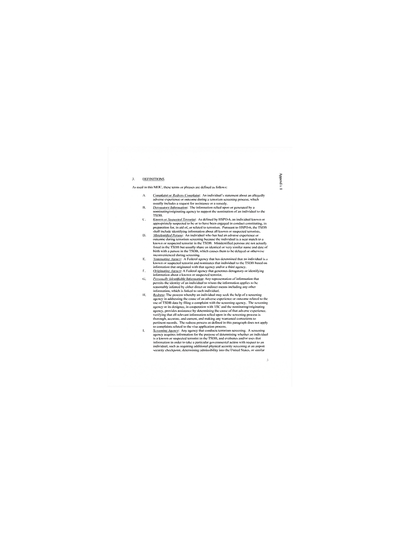 Appendix 1
2. DEFINITIONS
As used in this MOU, these terms or phrases are defined as follows:
A. Complaint or Redress Complaint: An individual's statement about an allegedly
adverse experience or outcome during a terrorism screening process, which
usually includes a request for assistance or a remedy.
B. Derogatory Information: The information relied upon or generated by a
nominating/originating agency to support the nomination of an individual to the
TSDB.
C. Known or Suspected Terrorist: As defined by HSPD-6, an individual known or
appropriately suspected to be or to have been engaged in conduct constituting, in
preparation for, in aid of, or related to terrorism. Pursuant to HSPD-6, the TSDB
shall include identifying information about all known or suspected terrorists.
D. Misidentified Person: An individual who has had an adverse experience or
outcome during terrorism screening because the individual is a near match to a
known or suspected terrorist in the TSDB. Misidentified persons are not actually
listed in the TSDB but usually share an identical or very similar name and date of
birth with a person in the TSDB, which causes them to be delayed or otherwise
inconvenienced during screening.
E. Nominating Agency: A Federal agency that has determined that an individual is a
known or suspected terrorist and nominates that individual to the TSDB based on
information that originated with that agency and/or a third agency.
F. Originating Agency: A Federal agency that generates derogatory or identifying
information about a known or suspected terrorist.
G. Personally Identifiable Information: Any representation of information that
permits the identity of an individual to whom the information applies to be
reasonably inferred by either direct or indirect means including any other
information, which is linked to such individual.
H. Redress: The process whereby an individual may seek the help of a screening
agency in addressing the cause of an adverse experience or outcome related to the
use of TSDB data by filing a complaint with the screening agency. The screening
agency or its designee, in cooperation with TSC and the nominating/originating
agency, provides assistance by determining the cause of that adverse experience,
verifying that all relevant information relied upon in the screening process is
thorough, accurate, and current, and making any warranted corrections to
pertinent records. The redress process as defined in this paragraph does not apply
to complaints related to the visa application process.
I. Screening Agency: Any agency that conducts terrorism screening. A screening
agency acquires information for the purpose of determining whether an individual
is a known or suspected terrorist in the TSDB, and evaluates and/or uses that
information in order to take a particular governmental action with respect to an
individual, such as requiring additional physical security screening at an airport
security checkpoint, determining admissibility into the United States, or similar